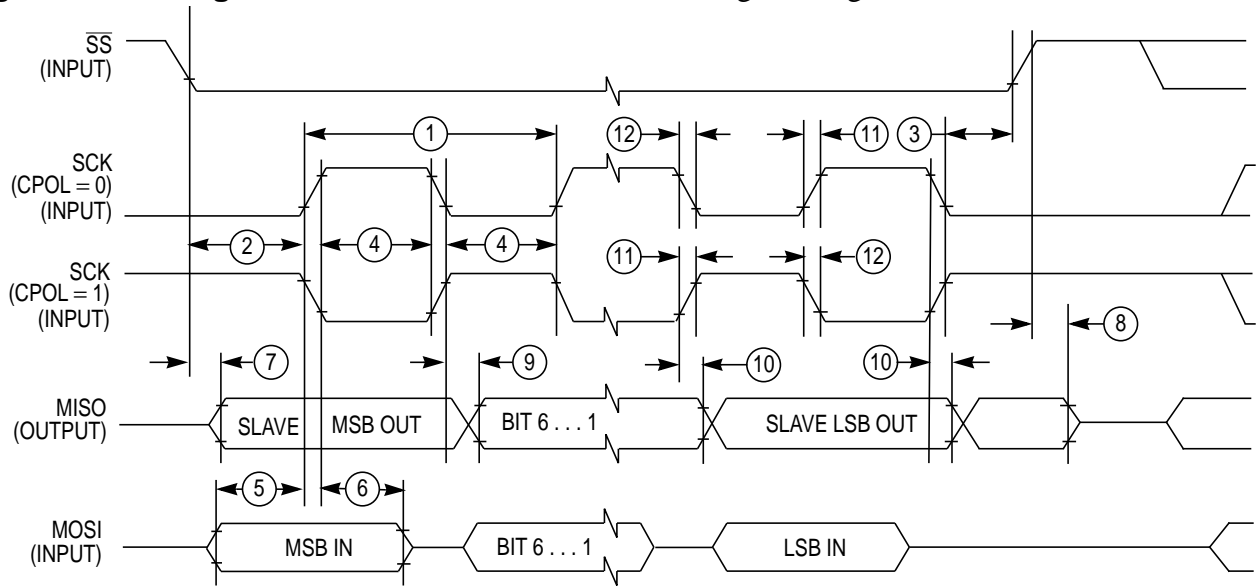 SS
(INPUT)
1
12
11
3
SCK
(CPOL = 0)
(INPUT)
2
4
4
SCK
(CPOL = 1)
(INPUT)
11
12
8
7
9
10
10
MISO
(OUTPUT)
SLAVE MSB OUT
BIT 6 . . . 1
SLAVE LSB OUT
5
6
MOSI
(INPUT)
MSB IN
BIT 6 . . . 1
LSB IN